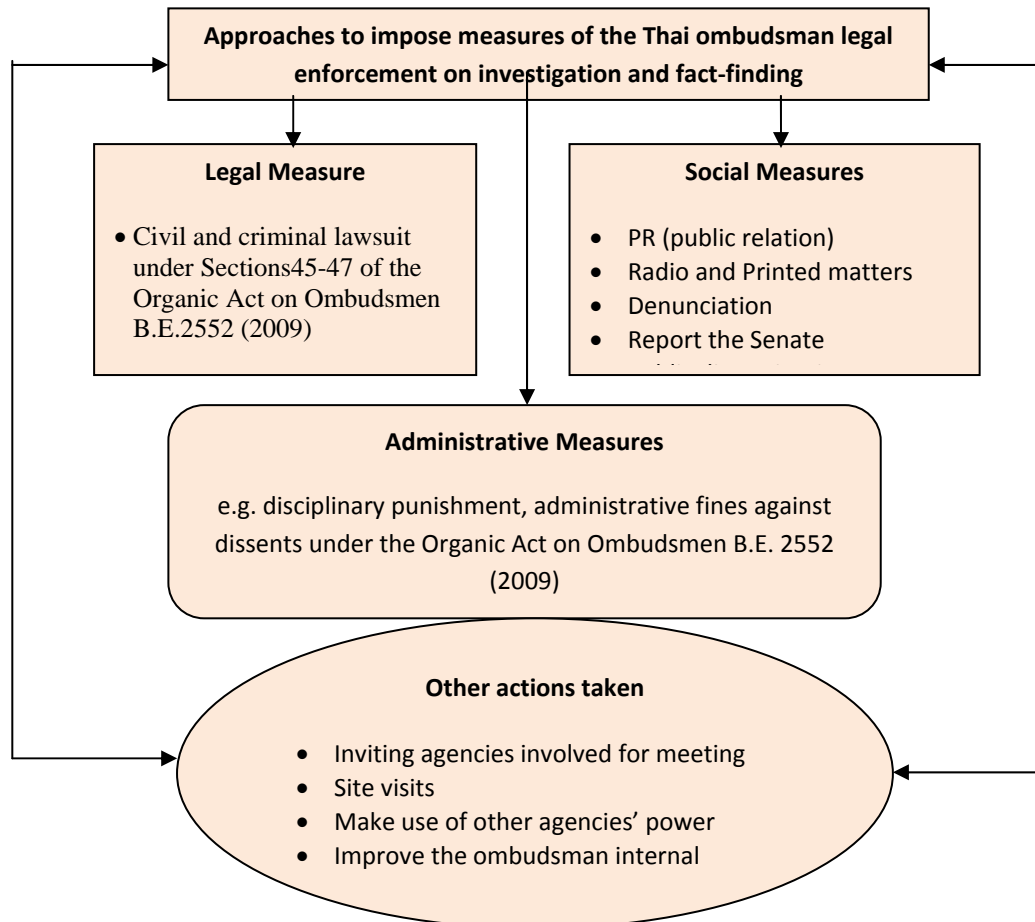 Approaches to impose measures of the Thai ombudsman legal
enforcement on investigation and fact-finding
Legal Measure
• Civil and criminal lawsuit
under Sections45-47 of the
Organic Act on Ombudsmen
B.E.2552 (2009)
Social Measures
• PR (public relation)
• Radio and Printed matters
• Denunciation
• Report the Senate
Administrative Measures
e.g. disciplinary punishment, administrative fines against
dissents under the Organic Act on Ombudsmen B.E. 2552
(2009)
Other actions taken
• Inviting agencies involved for meeting
• Site visits
• Make use of other agencies’ power
• Improve the ombudsman internal